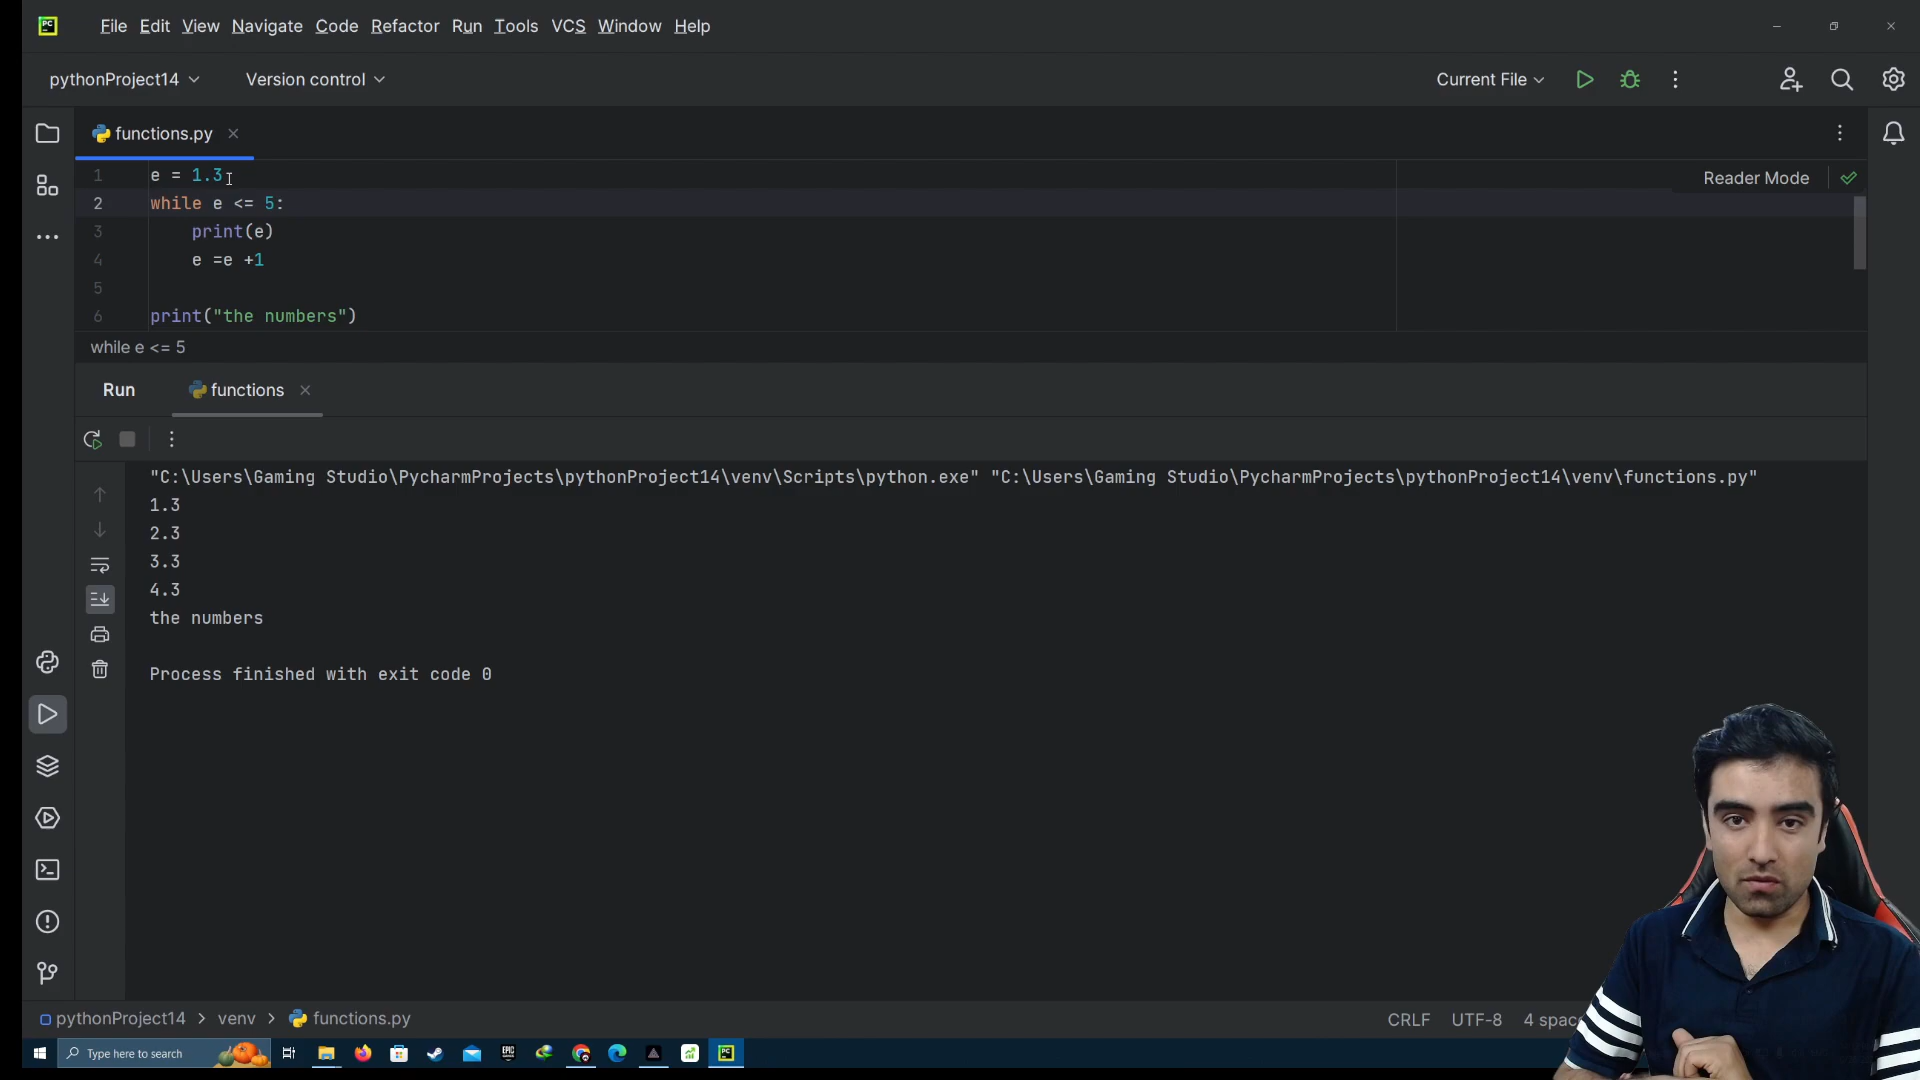 PC File Edit View Navigate Code Refactor Run Tools VCS Window Help
pythonProject14 Version control Current File
functions.py
1 e = 1.3 Reader Mode
2 while e <= 5:
3 print(e)
4 e =e +1
5
6 print("the numbers")
while e <= 5
Run functions
"C:\Users\Gaming Studio\PycharmProjects\pythonProject14\venv\Scripts\python.exe" "C:\Users\Gaming Studio\PycharmProjects\pythonProject14\venv\functions.py"
1.3
2.3
3.3
4.3
the numbers
Process finished with exit code 0
pythonProject14 > venv > functions.py CRLF UTF-8 4
Type here to search EPIC PC